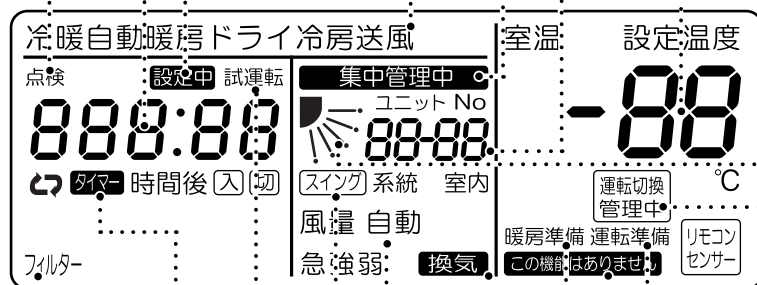 冷暖自動暖房ドライ冷房送風
室温 設定温度
点検 設定中 試運転
集中管理中
ユニット No
888:88
88-88
-88
℃
タイマー 時間後 入 切
スイング 系統 室内
運転切換
管理中
風量 自動
暖房準備 運転準備
リモコン
センサー
フィルター
急強弱 換気
この機能はありません